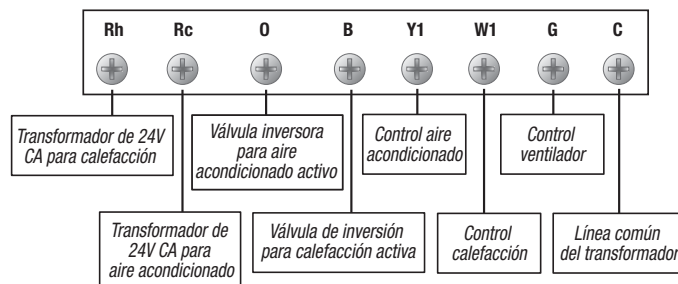 Rh Rc O B Y1 W1 G C
Transformador de 24V
CA para calefacción
Válvula inversora
para aire
acondicionado activo
Control aire
acondicionado
Control
ventilador
Transformador de
24V CA para
aire acondicionado
Válvula de inversión
para calefacción activa
Control
calefacción
Línea común
del transformador